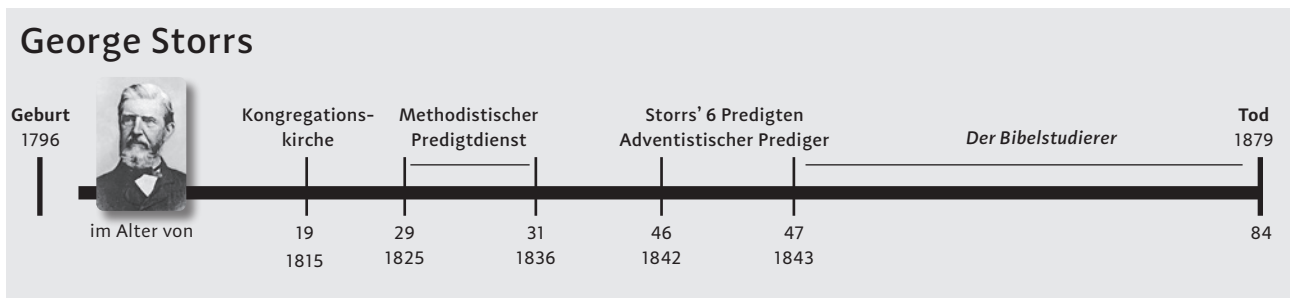 George Storrs
Geburt
1796
Kongregations-
kirche
Methodistischer
Predigtdienst
Storrs’ 6 Predigten
Adventistischer Prediger
Der Bibelstudierer
Tod
1879
im Alter von
19
1815
29
1825
31
1836
46
1842
47
1843
84